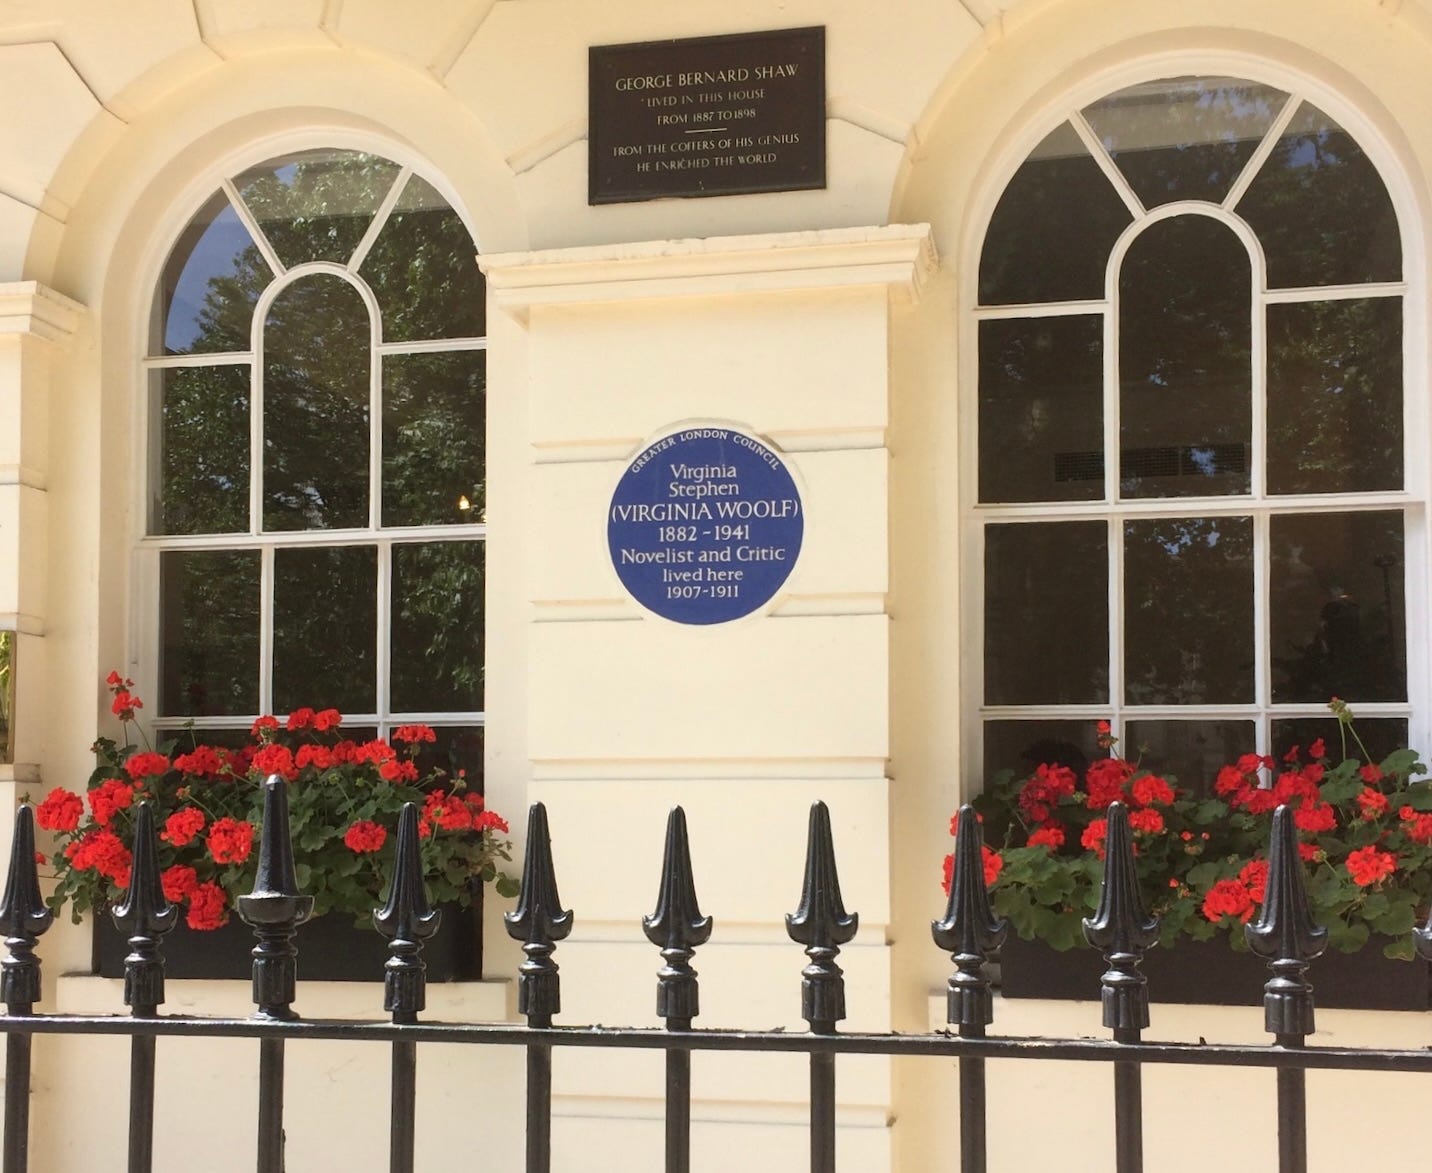 GEORGE BERNARD SHAW
LIVED IN THIS HOUSE
FROM 1887 TO 1898
FROM THE COFFERS OF HIS GENIUS
HE ENRICHED THE WORLD
GREATER LONDON COUNCIL
Virginia
Stephen
(VIRGINIA WOOLF)
1882 - 1941
Novelist and Critic
lived here
1907-1911